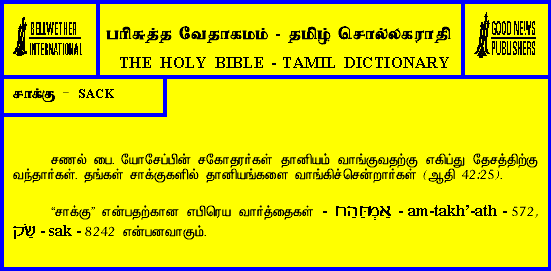 BELLWETHER
INTERNATIONAL
பரிசுத்த வேதாகமம் - தமிழ் சொல்லகராதி
THE HOLY BIBLE - TAMIL DICTIONARY
GOOD NEWS
PUBLISHERS
சாக்கு - SACK
சணல் பை. யோசேப்பின் சகோதரர்கள் தானியம் வாங்குவதற்கு எகிப்து தேசத்திற்கு
வந்தார்கள். தங்கள் சாக்குகளில் தானியங்களை வாங்கிச்சென்றார்கள் (ஆதி 42:25).
“சாக்கு” என்பதற்கான எபிரெய வார்த்தைகள் - אַמְתַּחַת - am-takh’-ath - 572,
שַׂק - sak - 8242 என்பனவாகும்.